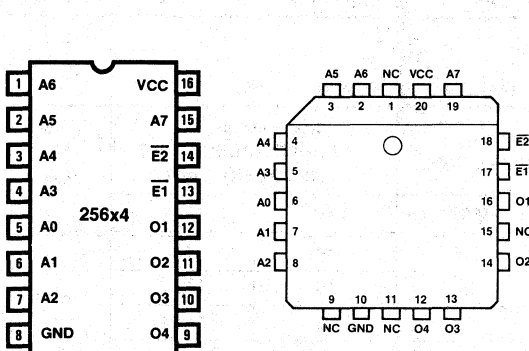 1 A6 VCC 16
2 A5 A7 15
3 A4 E2 14
4 A3 E1 13
256x4
5 A0 O1 12
6 A1 O2 11
7 A2 O3 10
8 GND O4 9
A5 A6 NC VCC A7
3 2 1 20 19
A4 4 18 E2
A3 5 17 E1
A0 6 16 O1
A1 7 15 NC
A2 8 14 O2
9 10 11 12 13
NC GND NC O4 O3